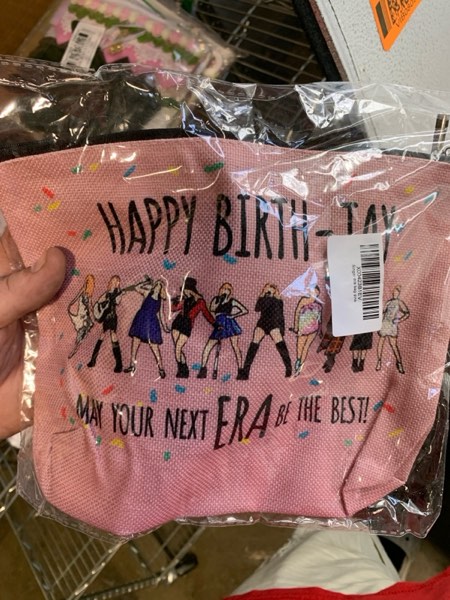 HAPPY BIRTH-TAY
MAY YOUR NEXT ERA BE THE BEST!